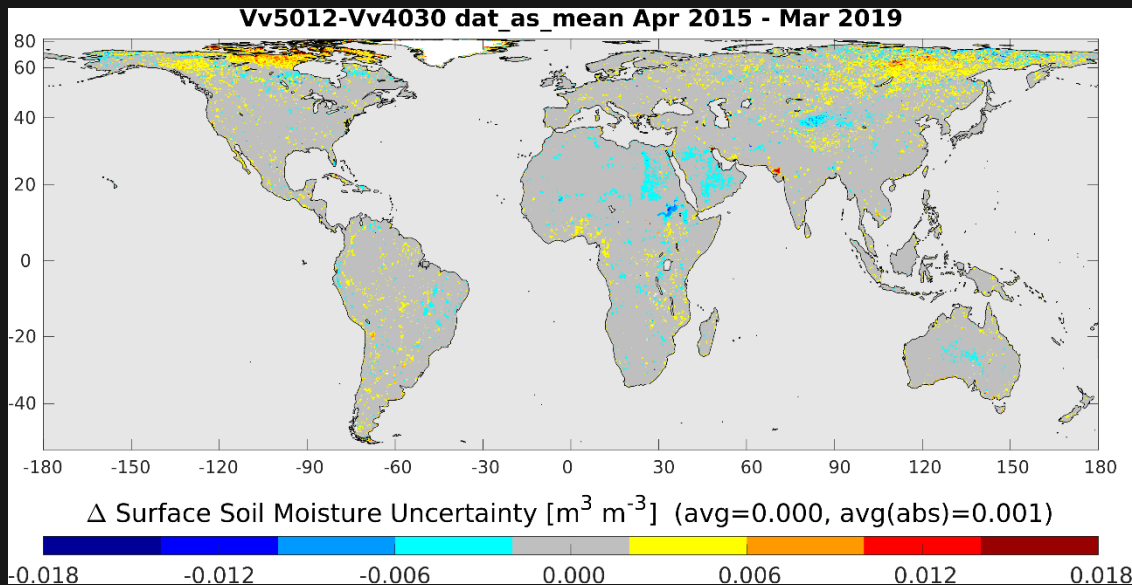 Vv5012-Vv4030 dat_as_mean Apr 2015 - Mar 2019
80
60
40
20
0
-20
-40
-180 -150 -120 -90 -60 -30 0 30 60 90 120 150 180
Δ Surface Soil Moisture Uncertainty [m³ m⁻³] (avg=0.000, avg(abs)=0.001)
-0.018 -0.012 -0.006 0.000 0.006 0.012 0.018